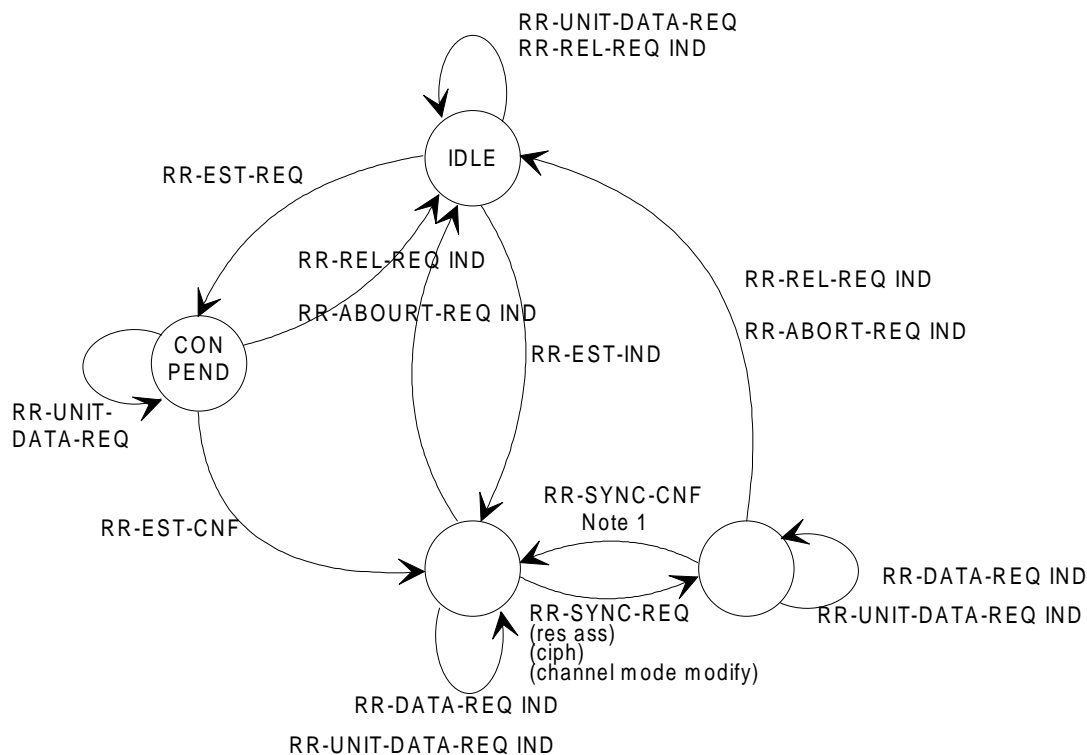 RR-UNIT-DATA-REQ
RR-REL-REQ IND
IDLE
RR-EST-REQ
RR-REL-REQ IND
RR-ABOURT-REQ IND
RR-REL-REQ IND
RR-ABORT-REQ IND
CON
PEND
RR-EST-IND
RR-UNIT-
DATA-REQ
RR-EST-CNF
RR-SYNC-CNF
Note 1
RR-SYNC-REQ
(res ass)
(ciph)
(channel mode modify)
RR-DATA-REQ IND
RR-UNIT-DATA-REQ IND
RR-DATA-REQ IND
RR-UNIT-DATA-REQ IND